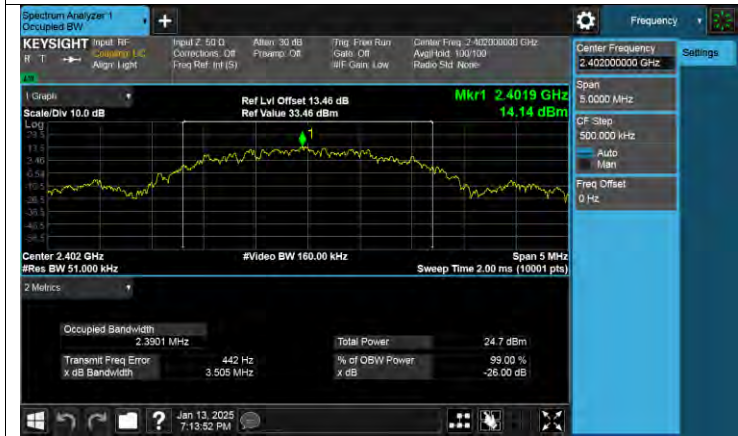 Spectrum Analyzer 1
Occupied BW
Frequency
KEYSIGHT Input: RF
R T
Coupling: DC
Align: Light
Input Z: 50 Ω
Corrections: Off
Freq Ref: Int (S)
Atten: 30 dB
Preamp: Off
Trig: Free Run
Gate: Off
#IF Gain: Low
Center Freq: 2.402000000 GHz
Avg|Hold: 100/100
Radio Std: None
Center Frequency
2.402000000 GHz
Settings
Span
5.0000 MHz
CF Step
500.000 kHz
Auto
Man
Freq Offset
0 Hz
1 Graph
Scale/Div 10.0 dB
Ref Lvl Offset 13.46 dB
Ref Value 33.46 dBm
Mkr1 2.4019 GHz
14.14 dBm
Log
1
3.46
-6.54
Center 2.402 GHz
#Res BW 51.000 kHz
#Video BW 160.00 kHz
Span 5 MHz
Sweep Time 2.00 ms (10001 pts)
2 Metrics
Occupied Bandwidth
2.3901 MHz
Total Power 24.7 dBm
Transmit Freq Error 442 Hz
% of OBW Power 99.00 %
x dB Bandwidth 3.505 MHz
x dB -26.00 dB
?
Jan 13, 2025
7:13:52 PM